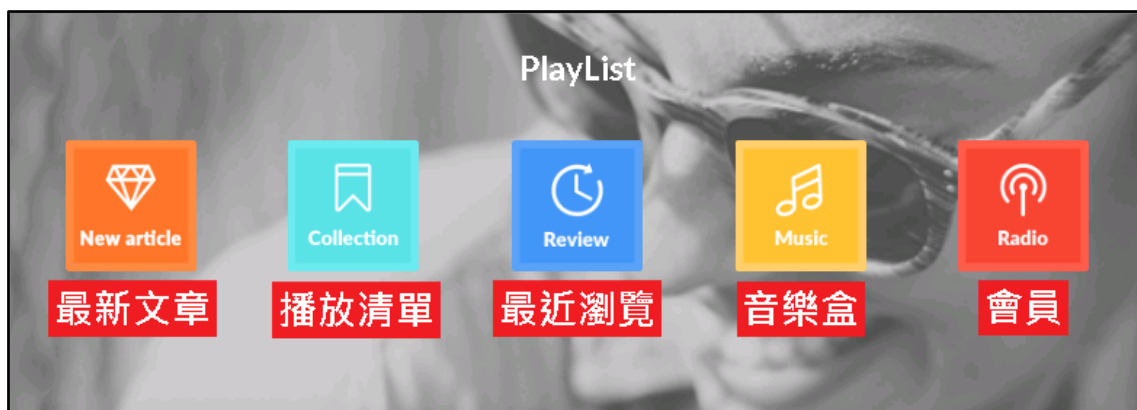 PlayList
New article
Collection
Review
Music
Radio
最新文章
播放清單
最近瀏覽
音樂盒
會員